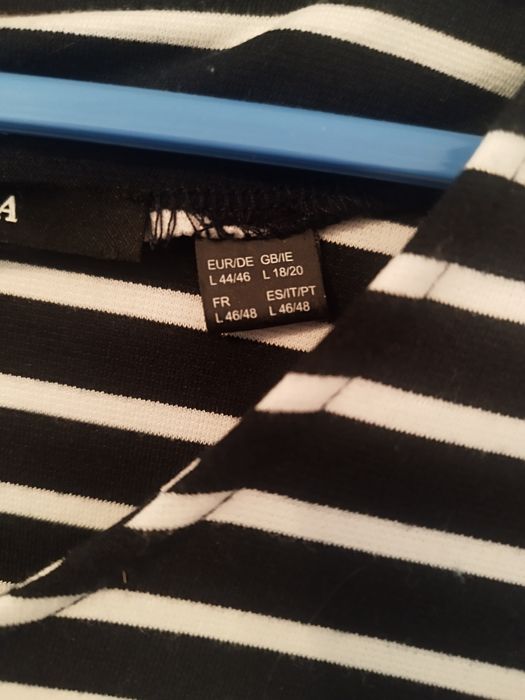 A
EUR/DE GB/IE
L 44/46 L 18/20
FR ES/IT/PT
L 46/48 L 46/48